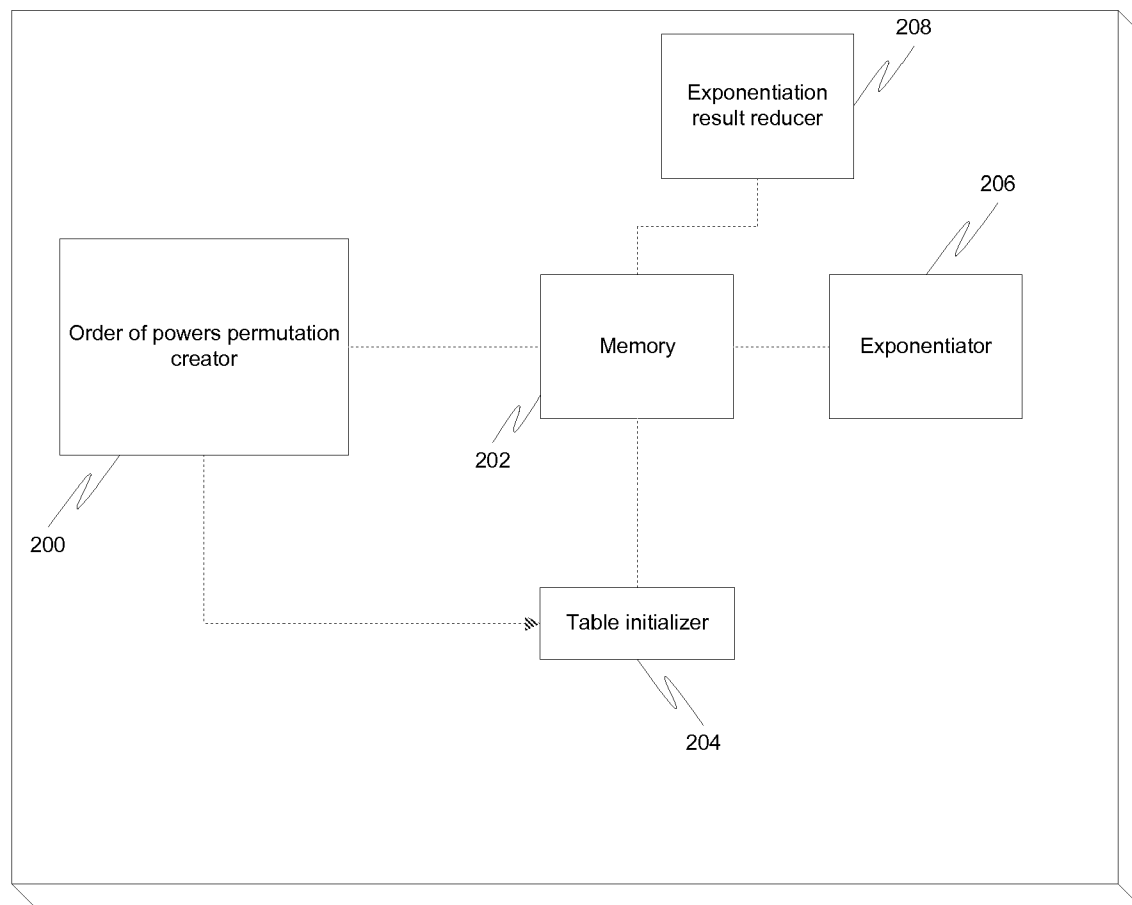 208
Exponentiation
result reducer
206
Order of powers permutation
creator
Memory
Exponentiator
202
200
Table initializer
204